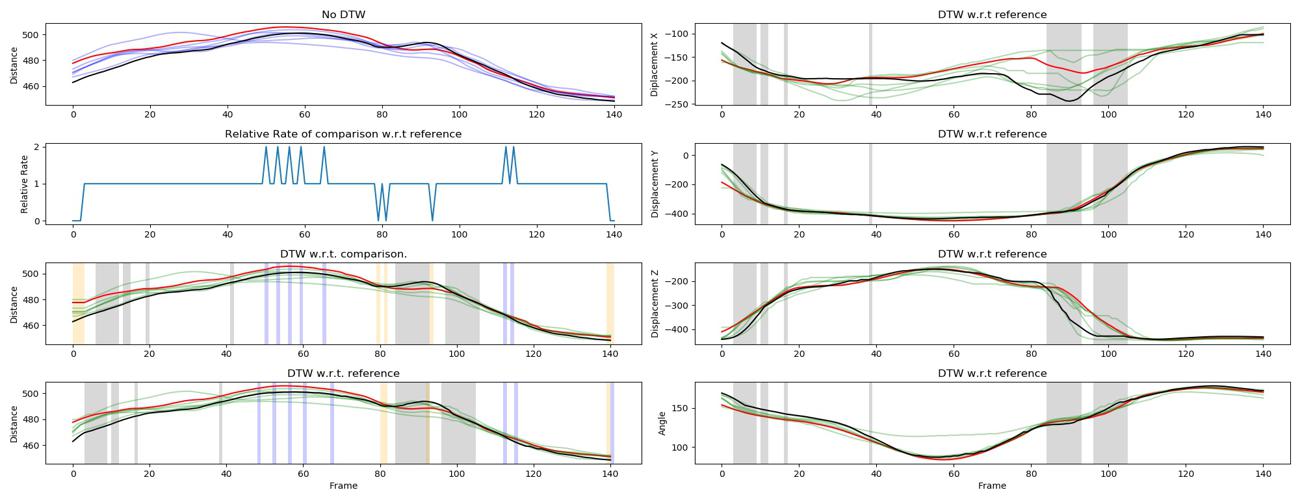 No DTW
Distance
500
480
460
0 20 40 60 80 100 120 140
Relative Rate of comparison w.r.t reference
Relative Rate
2
1
0
0 20 40 60 80 100 120 140
DTW w.r.t. comparison.
Distance
500
480
460
0 20 40 60 80 100 120 140
DTW w.r.t. reference
Distance
500
480
460
0 20 40 60 80 100 120 140
Frame
DTW w.r.t reference
Diplacement X
−100
−150
−200
−250
0 20 40 60 80 100 120 140
DTW w.r.t reference
Displacement Y
0
−200
−400
0 20 40 60 80 100 120 140
DTW w.r.t reference
Displacement Z
−200
−300
−400
0 20 40 60 80 100 120 140
DTW w.r.t reference
Angle
150
100
0 20 40 60 80 100 120 140
Frame